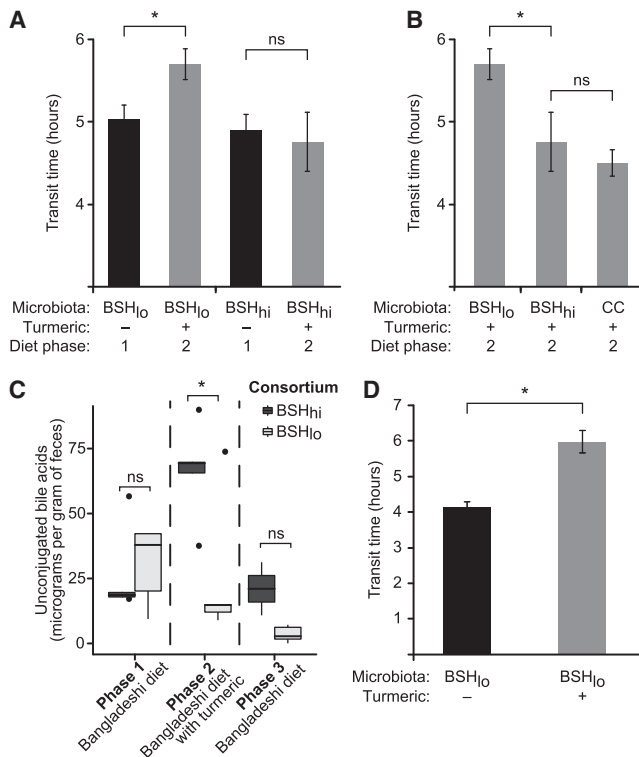 A
Transit time (hours)
6
5
4
*
ns
Microbiota: BSHlo BSHlo BSHhi BSHhi
Turmeric: – + – +
Diet phase: 1 2 1 2
B
Transit time (hours)
6
5
4
*
ns
Microbiota: BSHlo BSHhi CC
Turmeric: + + +
Diet phase: 2 2 2
C
Unconjugated bile acids
(micrograms per gram of feces)
75
50
25
0
ns
*
ns
Consortium
BSHhi
BSHlo
Phase 1
Bangladeshi diet
Phase 2
Bangladeshi diet
with turmeric
Phase 3
Bangladeshi diet
D
Transit time (hours)
7
6
5
4
3
2
1
*
Microbiota: BSHlo BSHlo
Turmeric: – +